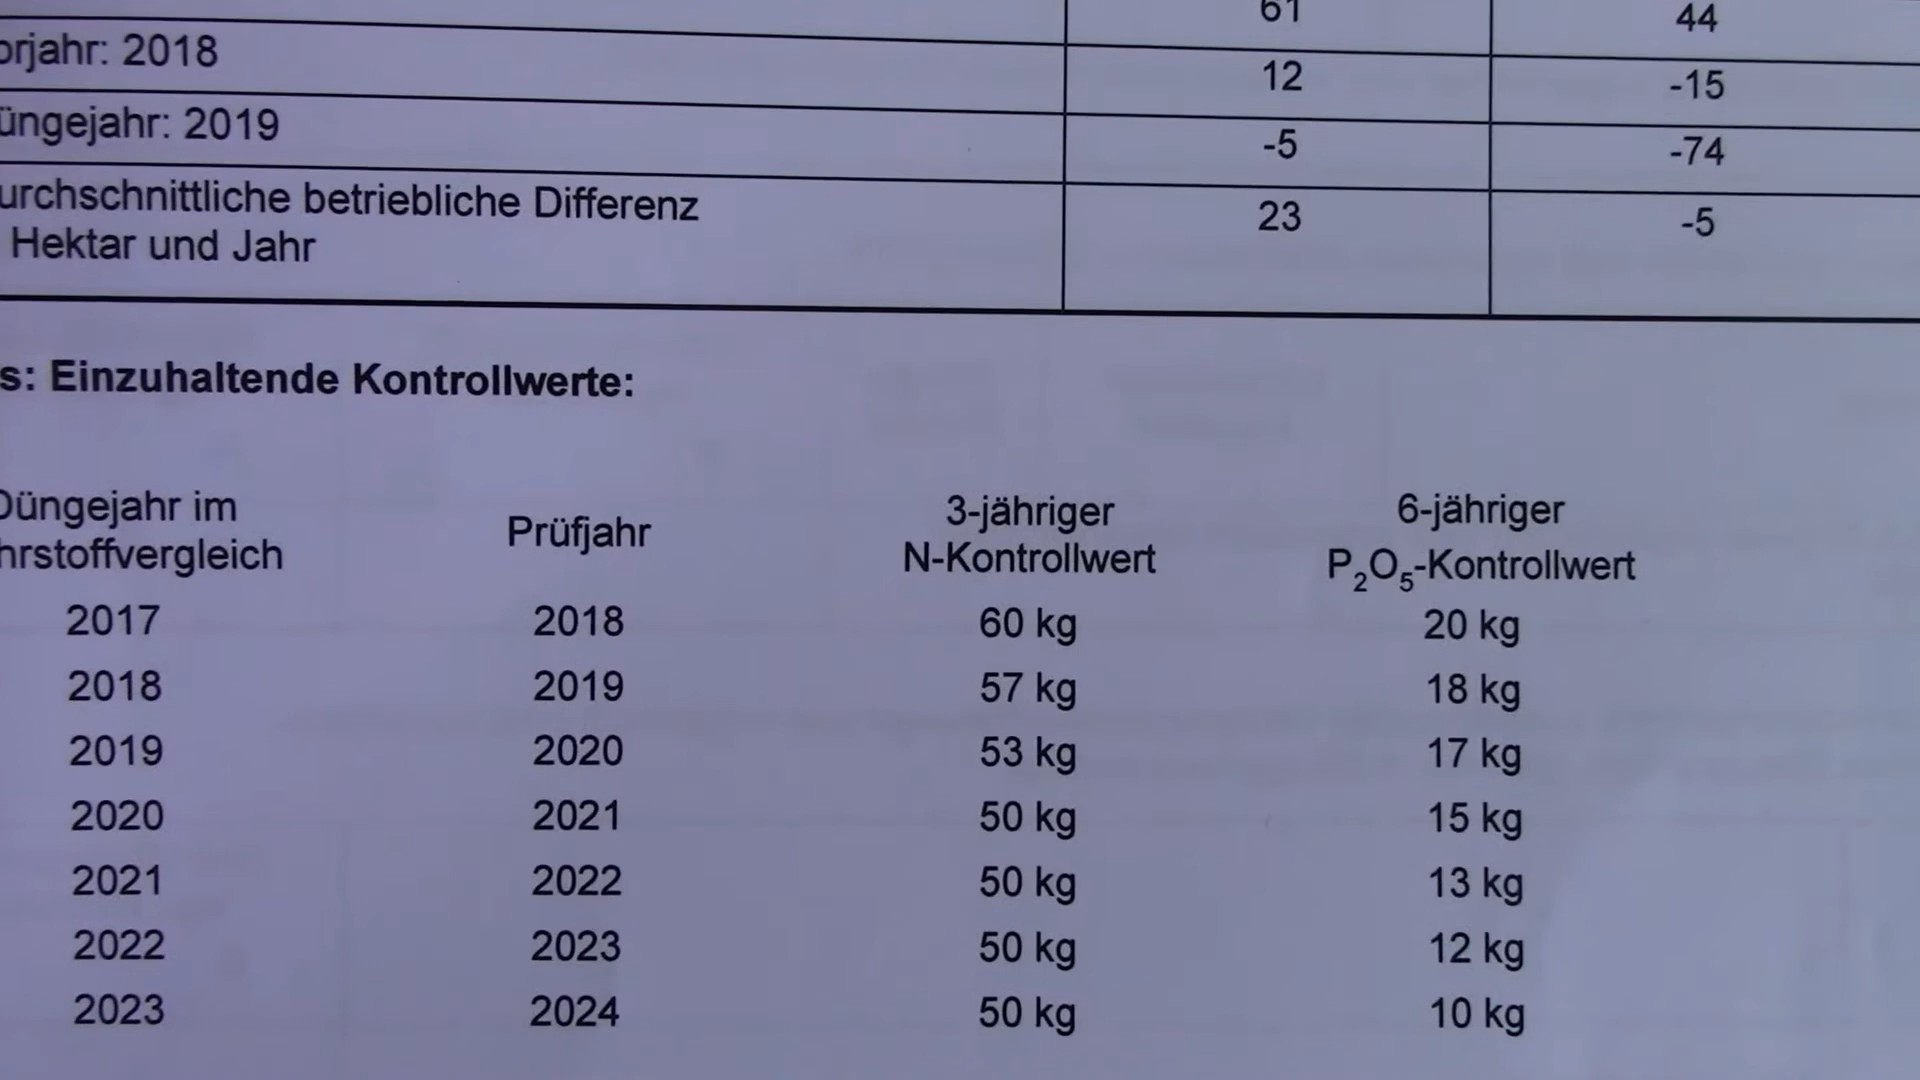 61 44
orjahr: 2018 12 -15
üngejahr: 2019 -5 -74
urchschnittliche betriebliche Differenz 23 -5
Hektar und Jahr
s: Einzuhaltende Kontrollwerte:
Düngejahr im Prüfjahr 3-jähriger 6-jähriger
hrstoffvergleich N-Kontrollwert P₂O₅-Kontrollwert
2017 2018 60 kg 20 kg
2018 2019 57 kg 18 kg
2019 2020 53 kg 17 kg
2020 2021 50 kg 15 kg
2021 2022 50 kg 13 kg
2022 2023 50 kg 12 kg
2023 2024 50 kg 10 kg